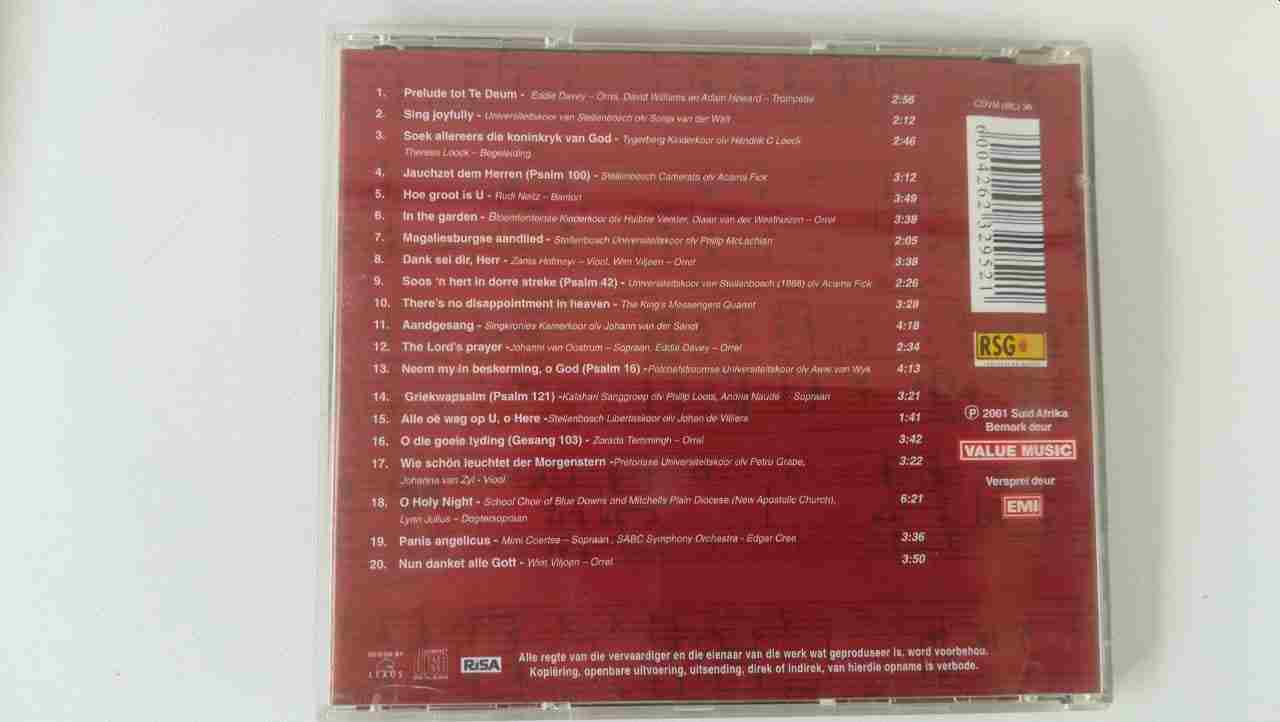 1. Prelude tot Te Deum - Eddie Davey – Orrel, David Williams en Adam Howard – Trompette 2:56
2. Sing joyfully - Universiteitskoor van Stellenbosch olv Sonja van der Walt 2:12
3. Soek allereers die koninkryk van God - Tygerberg Kinderkoor olv Hendrik C Loock 2:46
Theresa Loock – Begeleiding
4. Jauchzet dem Herren (Psalm 100) - Stellenbosch Camerata olv Acama Fick 3:12
5. Hoe groot is U - Rudi Neitz – Bariton 3:49
6. In the garden - Bloemfonteinse Kinderkoor olv Huibrie Verster, Diawn van der Westhuizen – Orrel 3:38
7. Magaliesburgse aandlied - Stellenbosch Universiteitskoor olv Philip McLachlan 2:05
8. Dank sei dir, Herr - Zanta Hofmeyr – Viool, Wim Viljoen – Orrel 3:38
9. Soos 'n hert in dorre streke (Psalm 42) - Universiteitskoor van Stellenbosch (1988) olv Acama Fick 2:26
10. There's no disappointment in heaven - The King's Messengers Quartet 3:28
11. Aandgesang - Singkronies Kamerkoor olv Johann van der Sandt 4:18
12. The Lord's prayer -Johanni van Oostrum – Sopraan, Eddie Davey – Orrel 2:34
13. Neem my in beskerming, o God (Psalm 16) -Potchefstroomse Universiteitskoor olv Awie van Wyk 4:13
14. Griekwapsalm (Psalm 121) -Kalahari Sanggroep olv Philip Loots, Andria Naudé - Sopraan 3:21
15. Alle oë wag op U, o Here -Stellenbosch Libertaskoor olv Johan de Villiers 1:41
16. O die goeie tyding (Gesang 103) - Zorada Temmingh – Orrel 3:42
17. Wie schön leuchtet der Morgenstern -Pretoriase Universiteitskoor olv Petru Gräbe, 3:22
Johanna van Zyl - Viool
18. O Holy Night - School Choir of Blue Downs and Mitchells Plain Diocese (New Apostolic Church), 6:21
Lynn Julius – Dogtersopraan
19. Panis angelicus - Mimi Coertse – Sopraan , SABC Symphony Orchestra - Edgar Cree 3:36
20. Nun danket alle Gott - Wim Viljoen – Orrel 3:50
0004262329521
RSG
℗ 2001 Suid Afrika
Bemark deur
VALUE MUSIC
Versprei deur
EMI
DESIGN BY
LEXUS
COMPACT
disc
DIGITAL AUDIO
RiSA
Alle regte van die vervaardiger en die eienaar van die werk wat geproduseer is, word voorbehou.
Kopiëring, openbare uitvoering, uitsending, direk of indirek, van hierdie opname is verbode.